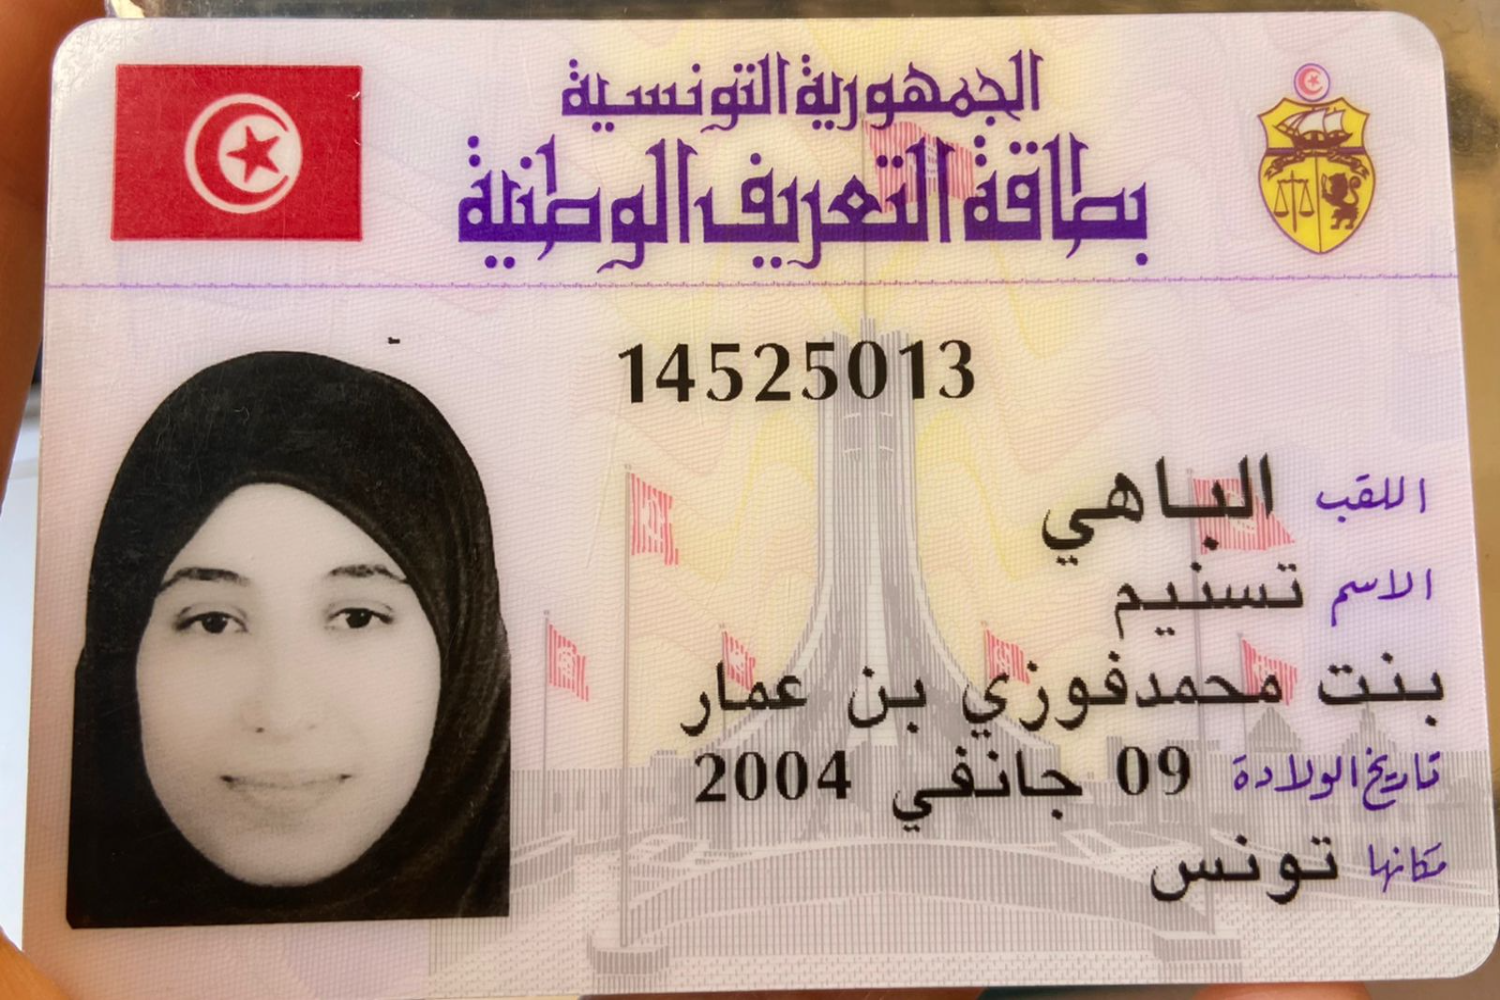 الجمهورية التونسية
بطاقة التعريف الوطنية
14525013
اللقب الباهي
الاسم تسنيم
بنت محمدفوزي بن عمار
تاريخ الولادة 09 جانفي 2004
مكانها تونس